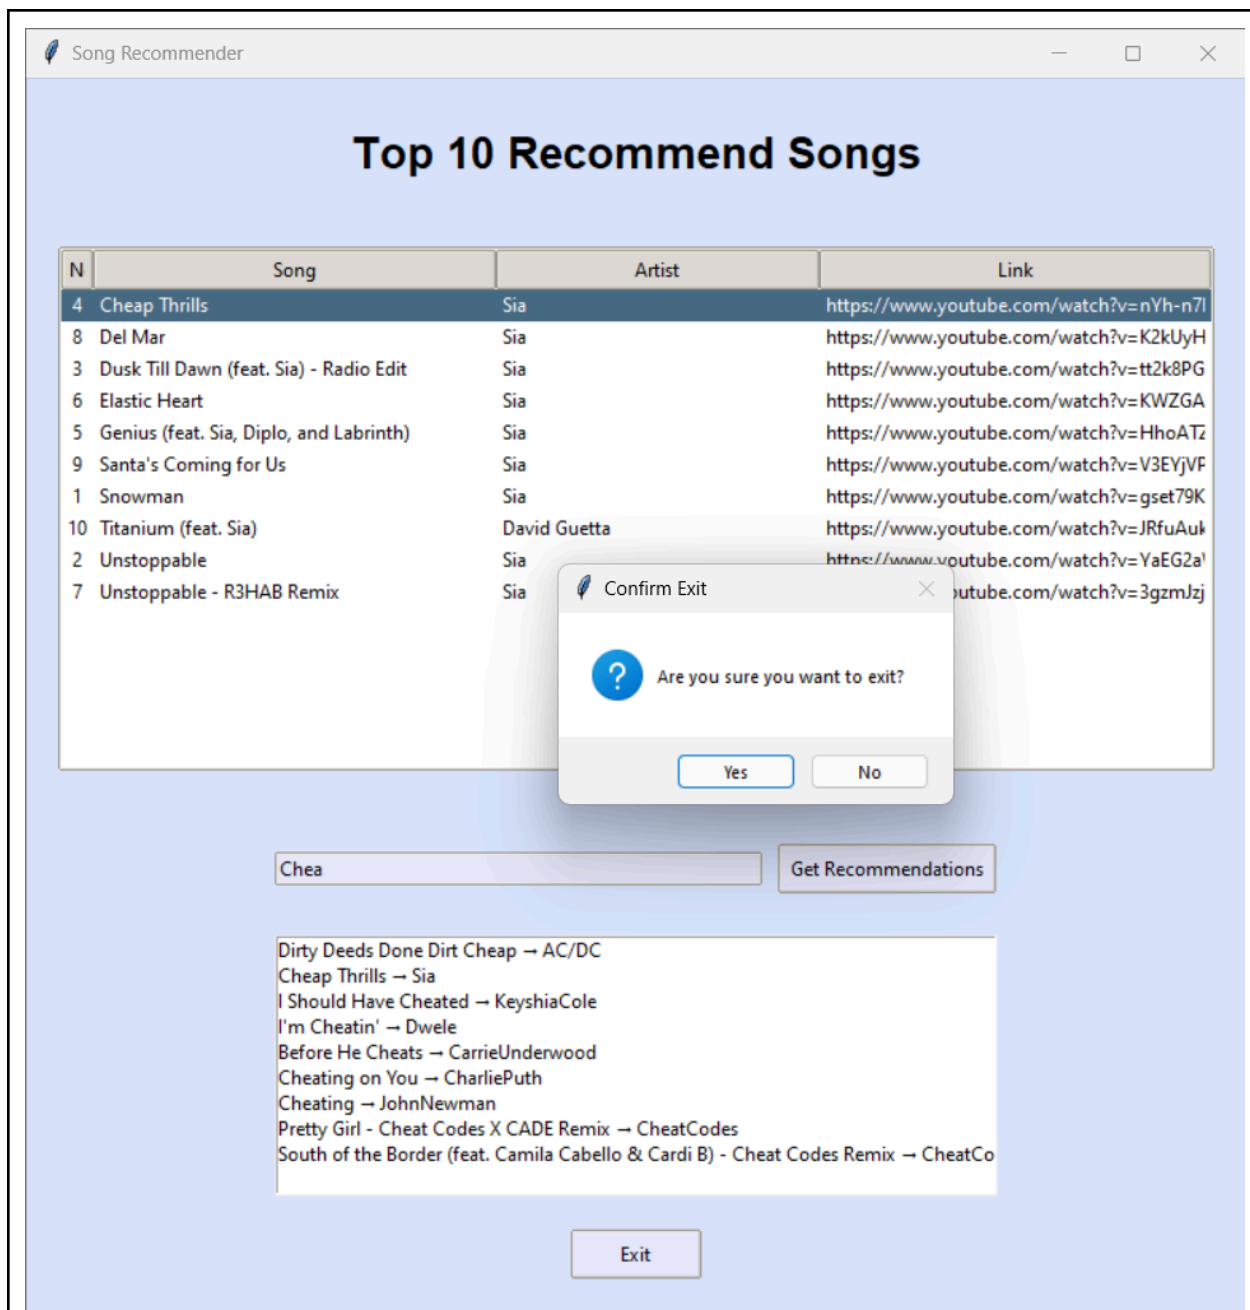 Song Recommender
Top 10 Recommend Songs
N Song Artist Link
4 Cheap Thrills Sia https://www.youtube.com/watch?v=nYh-n7
8 Del Mar Sia https://www.youtube.com/watch?v=K2kUyH
3 Dusk Till Dawn (feat. Sia) - Radio Edit Sia https://www.youtube.com/watch?v=tt2k8PG
6 Elastic Heart Sia https://www.youtube.com/watch?v=KWZGA
5 Genius (feat. Sia, Diplo, and Labrinth) Sia https://www.youtube.com/watch?v=HhoATZ
9 Santa's Coming for Us Sia https://www.youtube.com/watch?v=V3EYjVF
1 Snowman Sia https://www.youtube.com/watch?v=gset79K
10 Titanium (feat. Sia) David Guetta https://www.youtube.com/watch?v=JRfuAuk
2 Unstoppable Sia https://www.youtube.com/watch?v=YaEG2a
7 Unstoppable - R3HAB Remix Sia outube.com/watch?v=3gzmJzj
Confirm Exit
Are you sure you want to exit?
Yes No
Chea Get Recommendations
Dirty Deeds Done Dirt Cheap → AC/DC
Cheap Thrills → Sia
I Should Have Cheated → KeyshiaCole
I'm Cheatin' → Dwele
Before He Cheats → CarrieUnderwood
Cheating on You → CharliePuth
Cheating → JohnNewman
Pretty Girl - Cheat Codes X CADE Remix → CheatCodes
South of the Border (feat. Camila Cabello & Cardi B) - Cheat Codes Remix → CheatCo
Exit